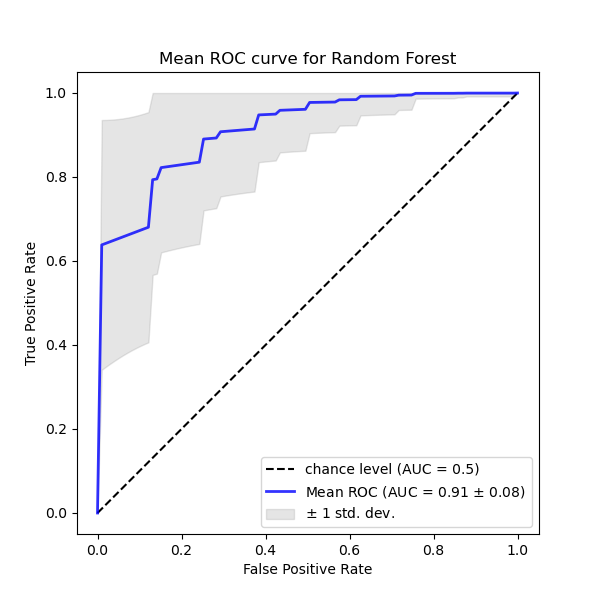 Mean ROC curve for Random Forest
True Positive Rate
1.0
0.8
0.6
0.4
0.2
0.0
0.0 0.2 0.4 0.6 0.8 1.0
False Positive Rate
chance level (AUC = 0.5)
Mean ROC (AUC = 0.91 ± 0.08)
± 1 std. dev.